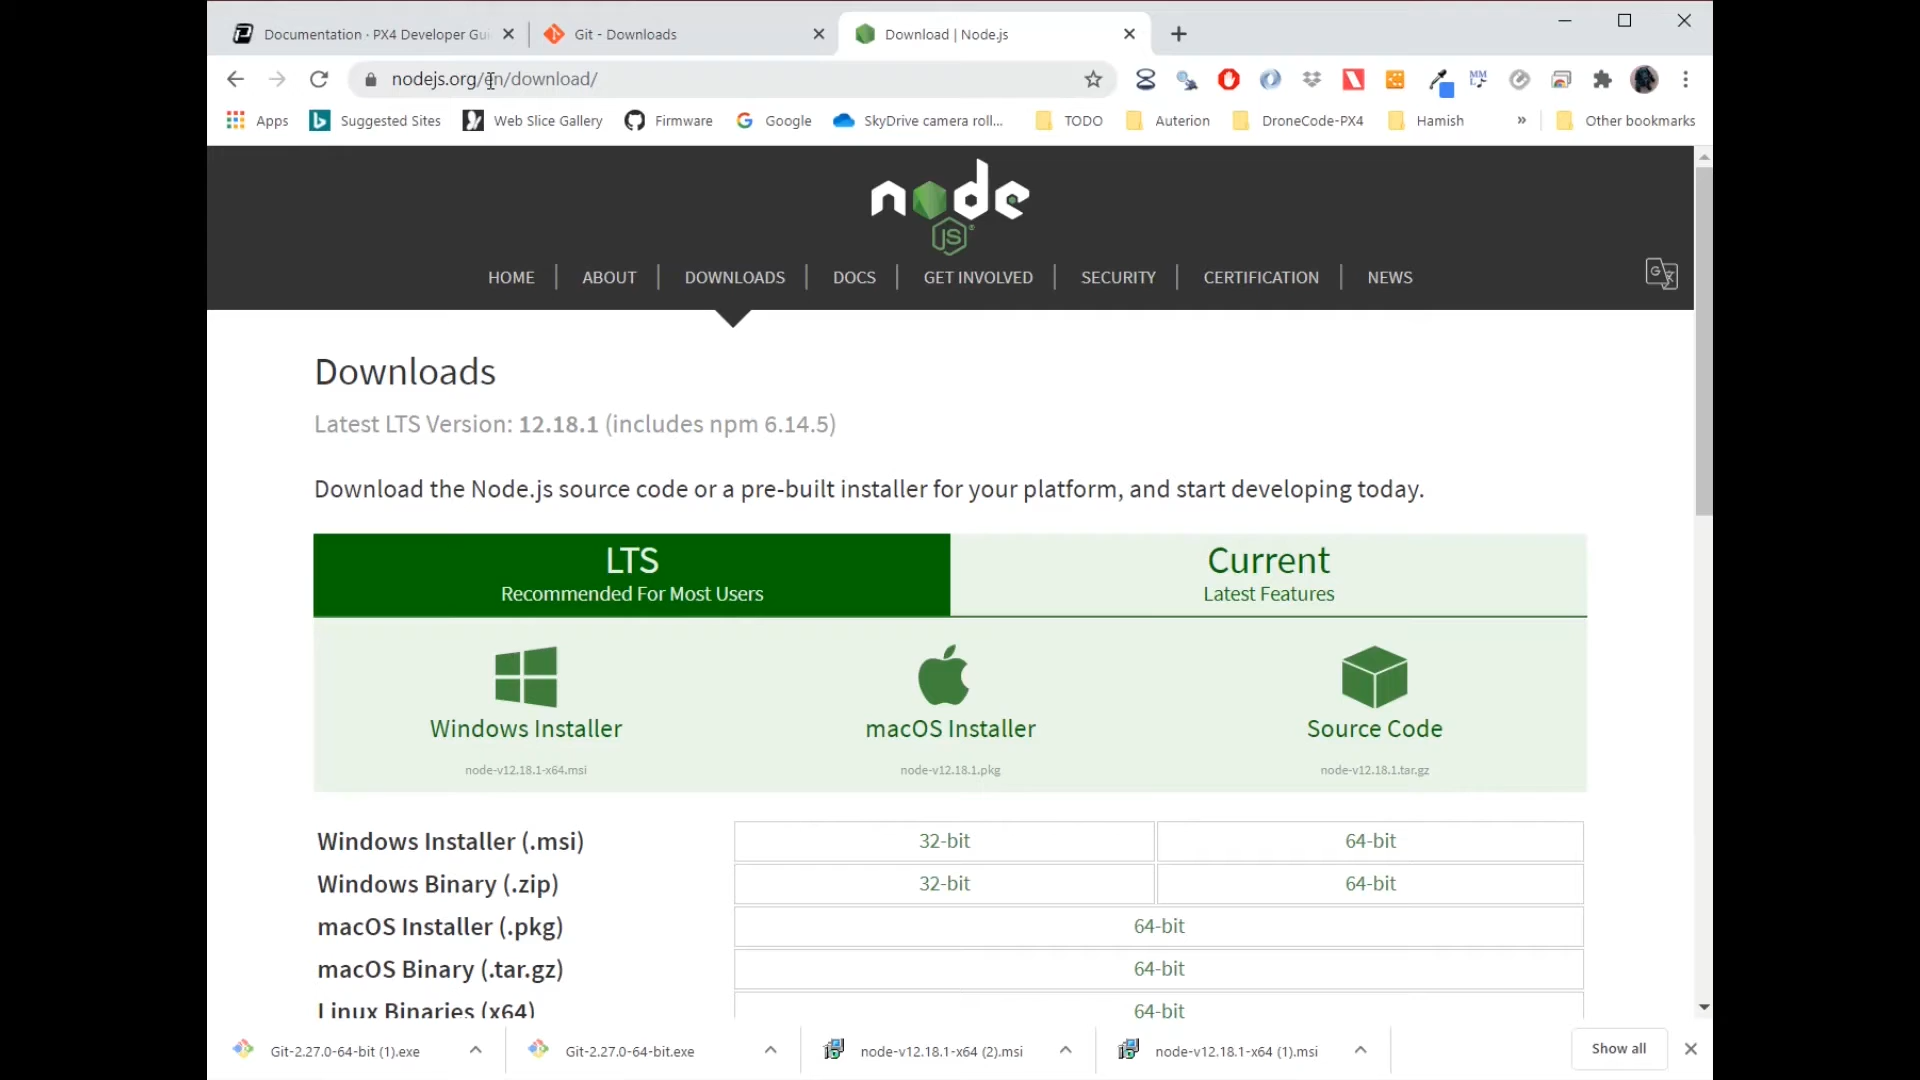 Documentation · PX4 Developer Gui
Git - Downloads
Download | Node.js
nodejs.org/en/download/
Apps
Suggested Sites
Web Slice Gallery
Firmware
Google
SkyDrive camera roll...
TODO
Auterion
DroneCode-PX4
Hamish
»
Other bookmarks
node
JS
HOME
ABOUT
DOWNLOADS
DOCS
GET INVOLVED
SECURITY
CERTIFICATION
NEWS
Downloads
Latest LTS Version: 12.18.1 (includes npm 6.14.5)
Download the Node.js source code or a pre-built installer for your platform, and start developing today.
LTS
Recommended For Most Users
Current
Latest Features
Windows Installer
node-v12.18.1-x64.msi
macOS Installer
node-v12.18.1.pkg
Source Code
node-v12.18.1.tar.gz
Windows Installer (.msi)
32-bit
64-bit
Windows Binary (.zip)
32-bit
64-bit
macOS Installer (.pkg)
64-bit
macOS Binary (.tar.gz)
64-bit
Linux Binaries (x64)
64-bit
Git-2.27.0-64-bit (1).exe
Git-2.27.0-64-bit.exe
node-v12.18.1-x64 (2).msi
node-v12.18.1-x64 (1).msi
Show all